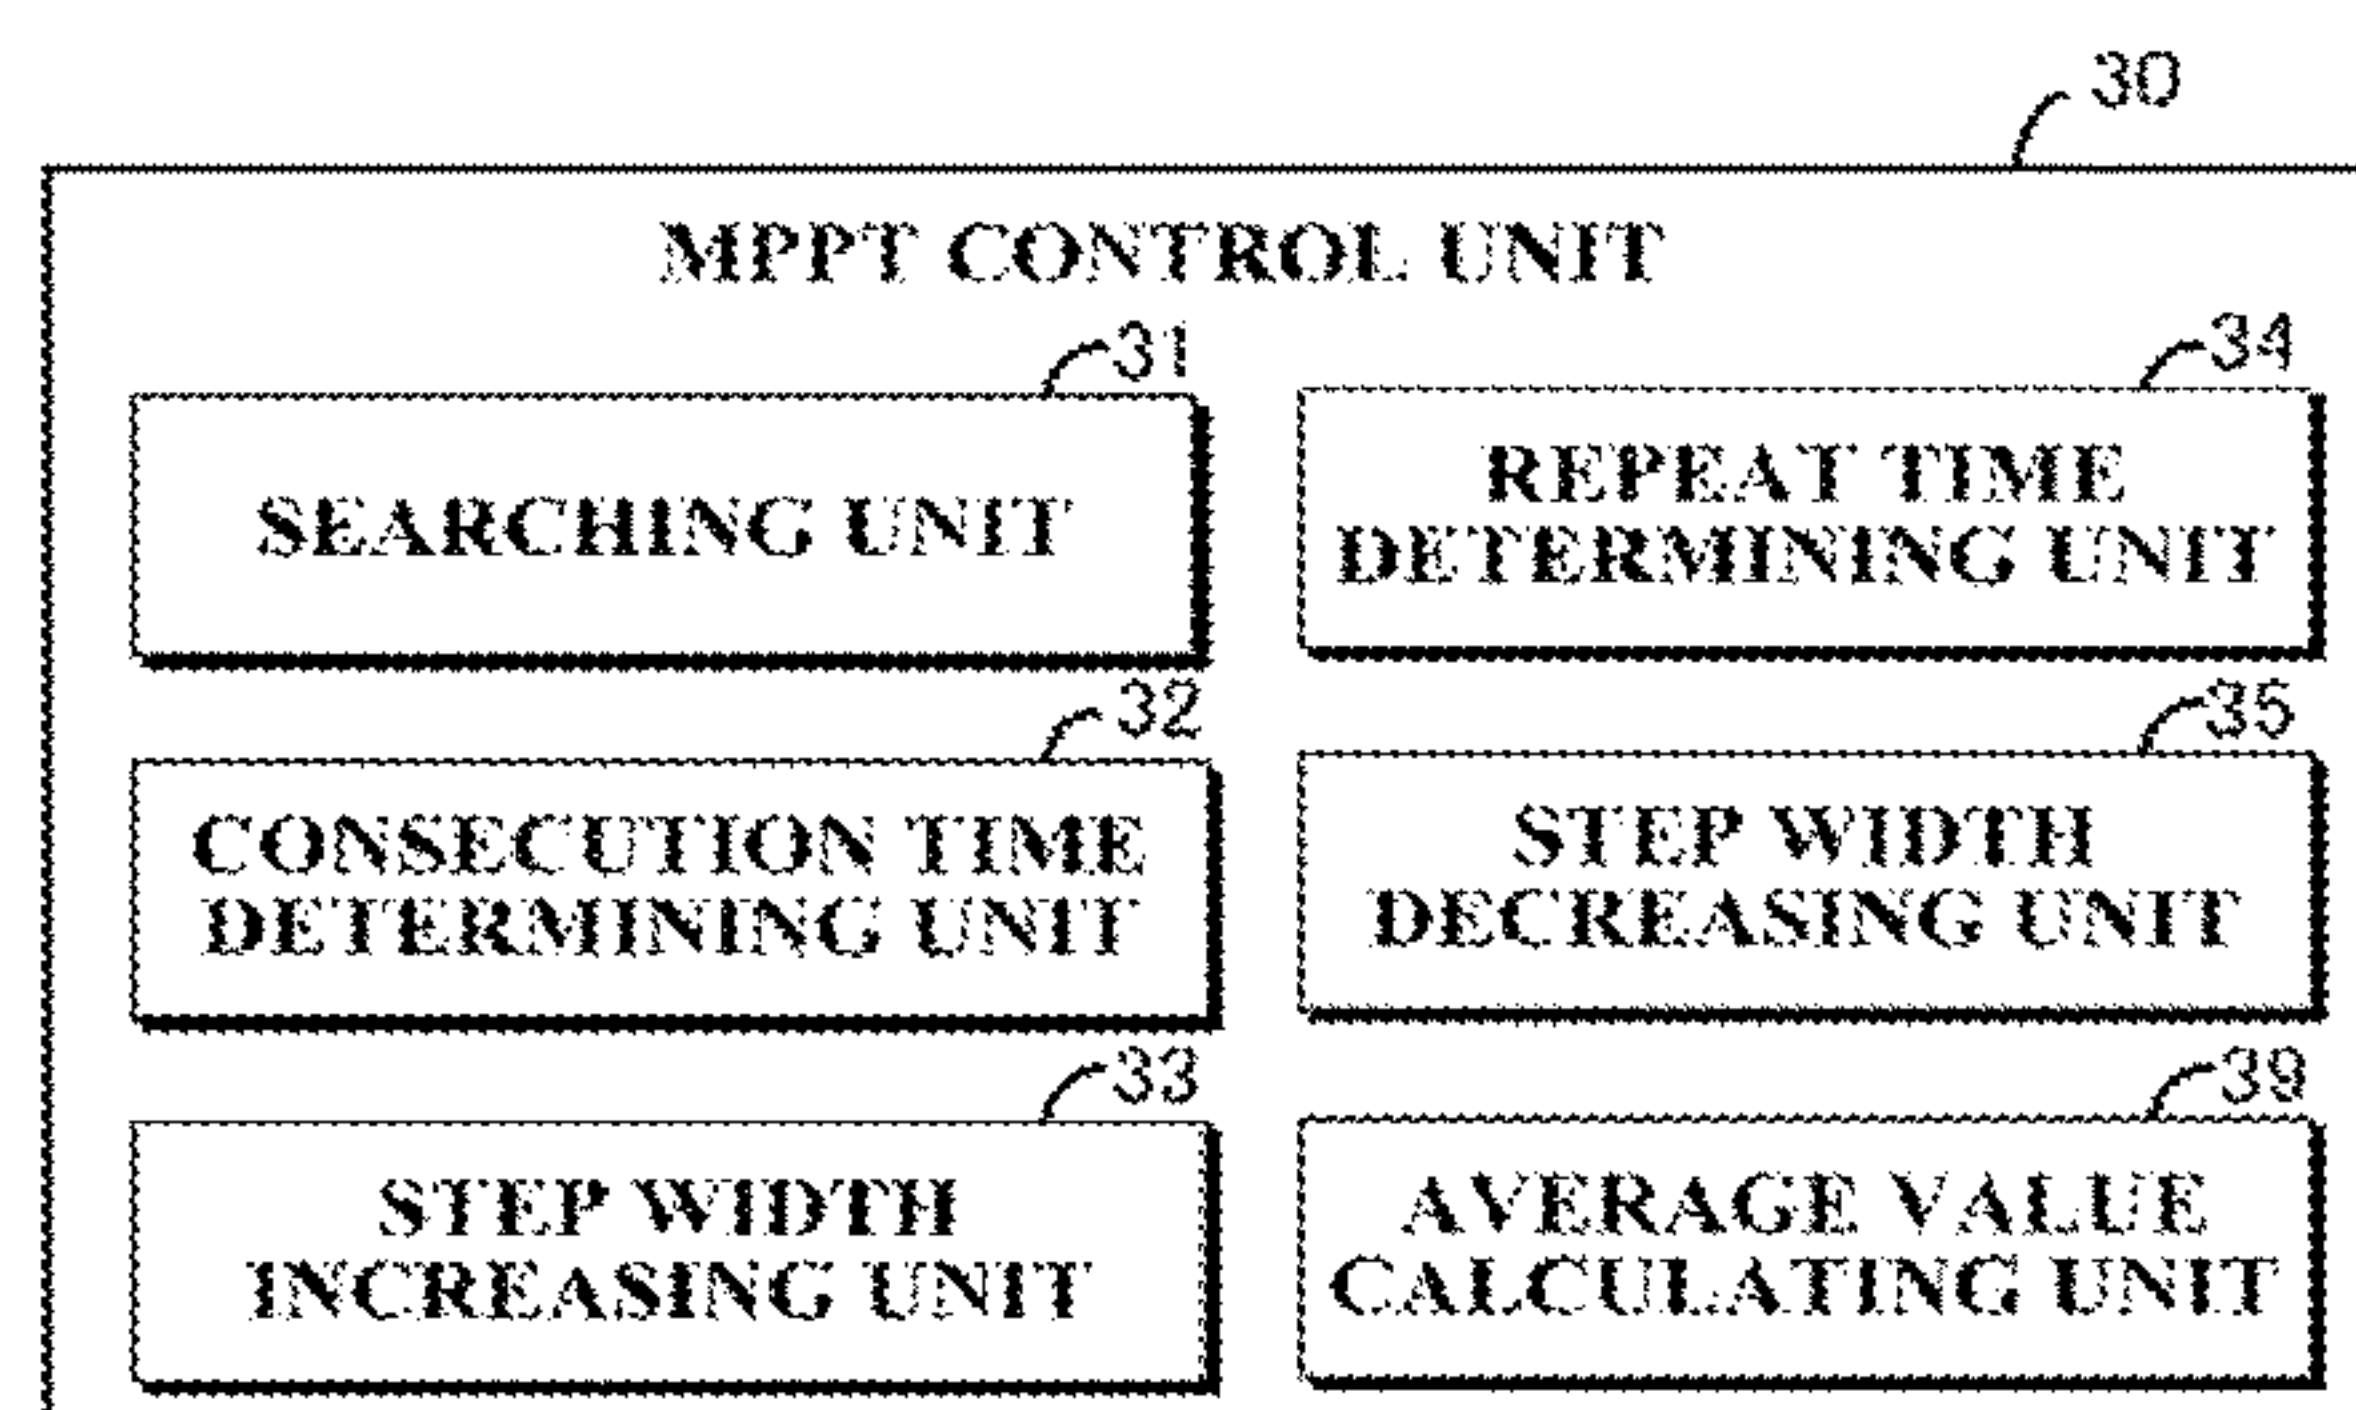 30
MPPT CONTROL UNIT
31
SEARCHING UNIT
34
REPEAT TIME
DETERMINING UNIT
32
CONSECUTION TIME
DETERMINING UNIT
35
STEP WIDTH
DECREASING UNIT
33
STEP WIDTH
INCREASING UNIT
39
AVERAGE VALUE
CALCULATING UNIT